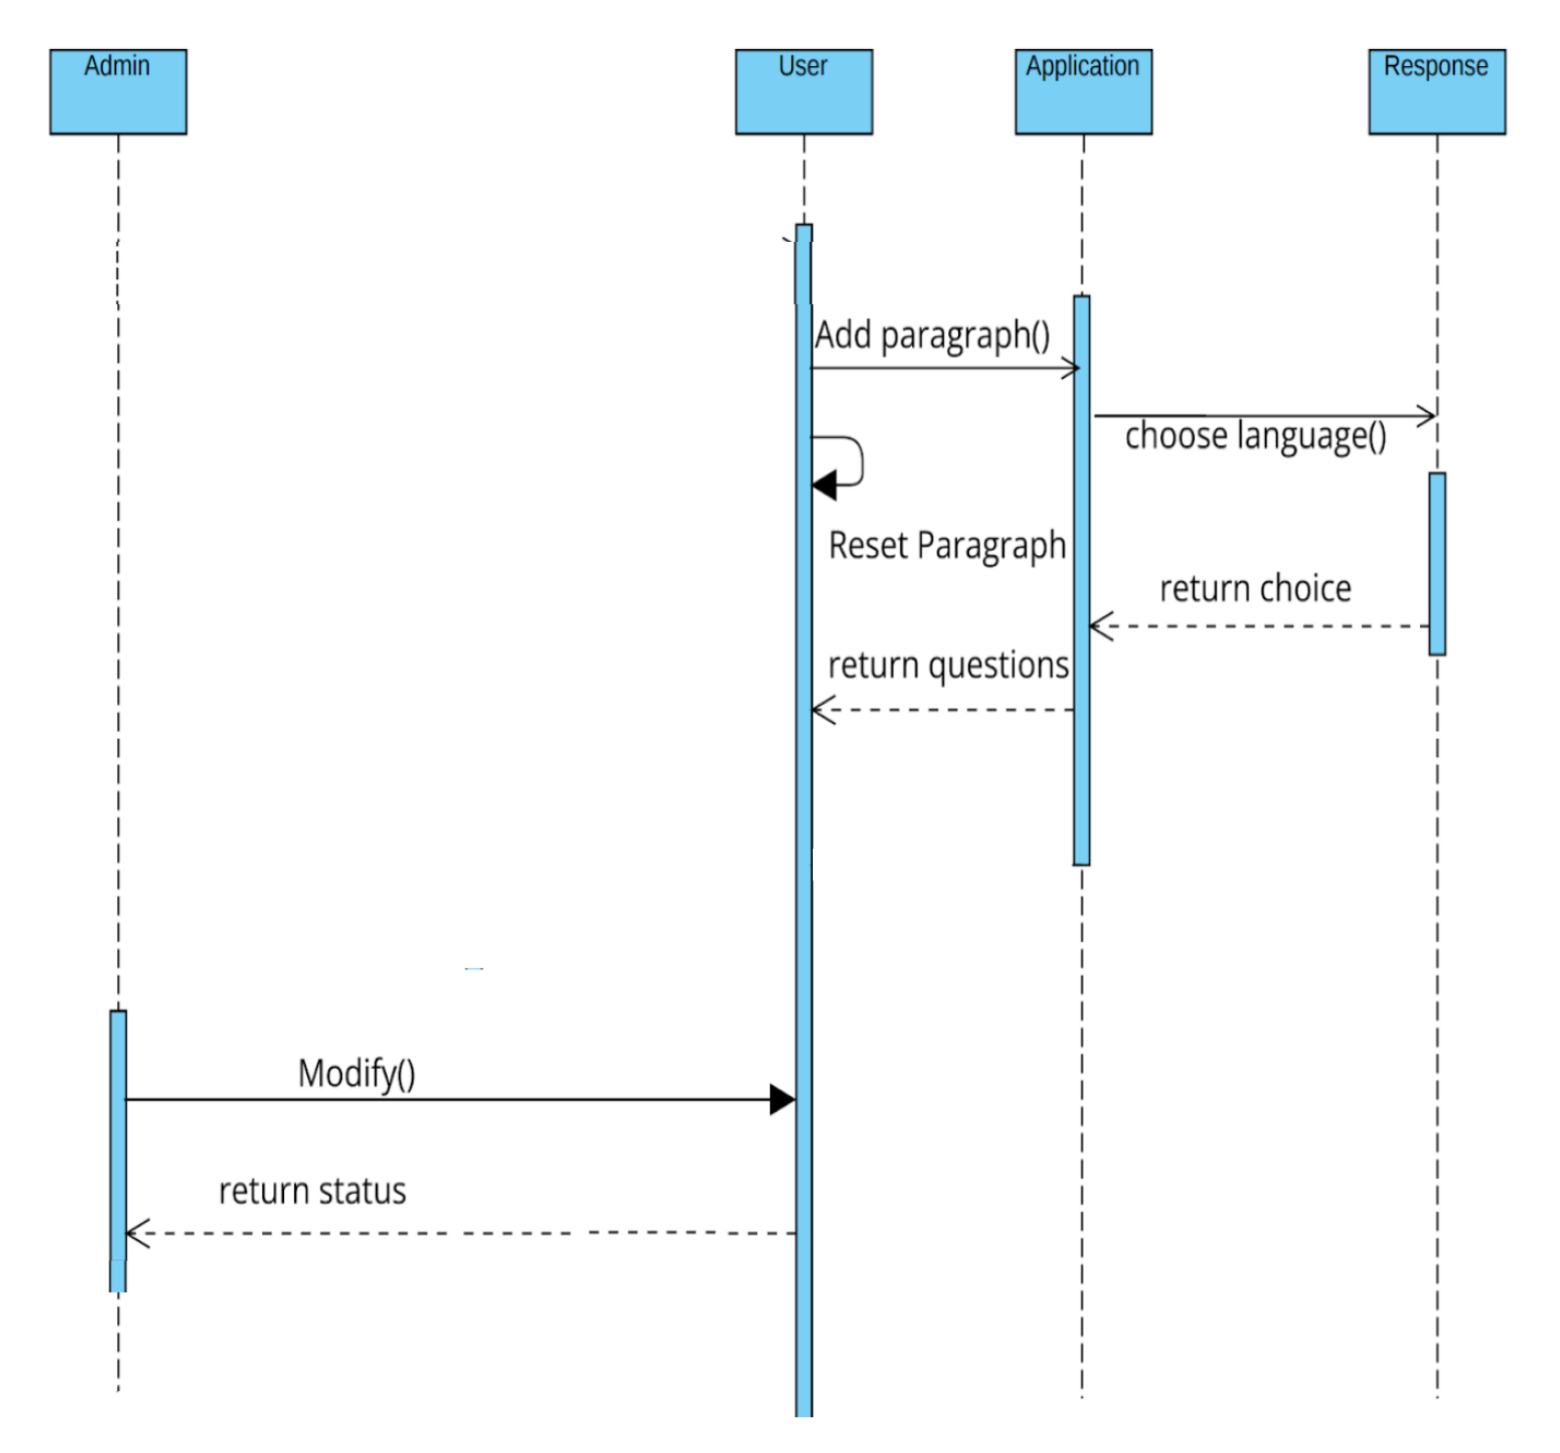 Admin
User
Application
Response
Add paragraph()
choose language()
Reset Paragraph
return choice
return questions
Modify()
return status